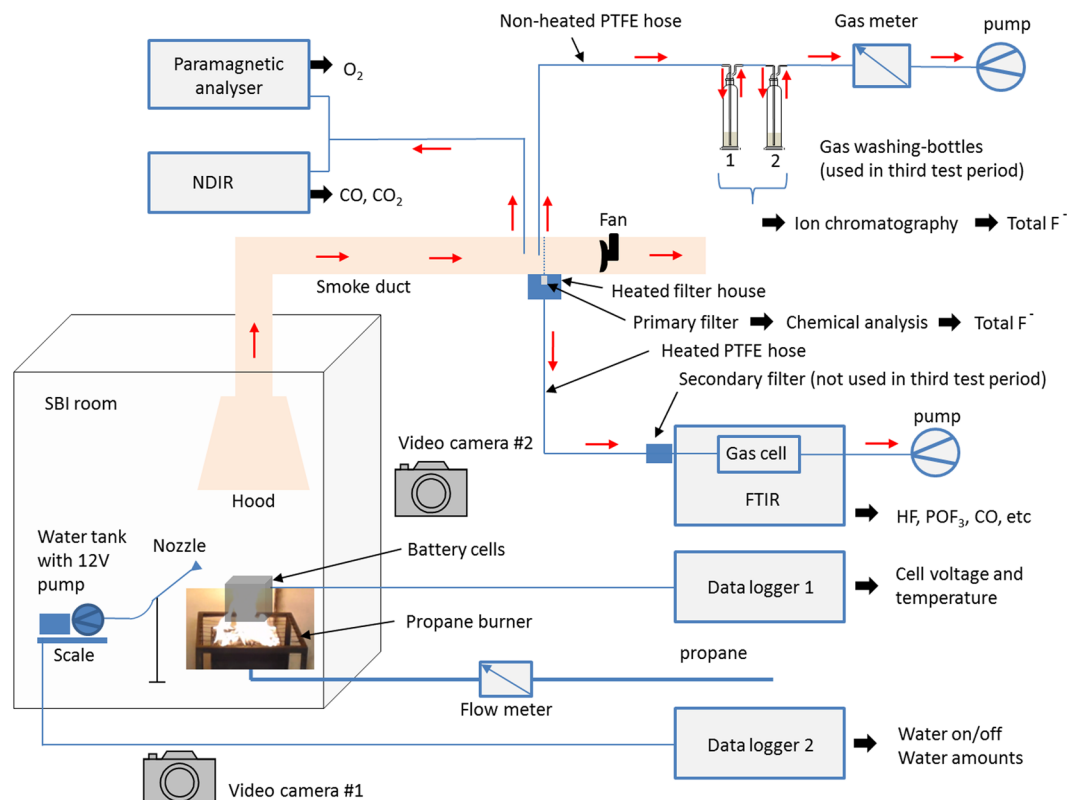 Non-heated PTFE hose
Gas meter
pump
Paramagnetic
analyser
O2
NDIR
CO, CO2
1
2
Gas washing-bottles
(used in third test period)
Ion chromatography
Total F-
Fan
Smoke duct
Heated filter house
Primary filter
Chemical analysis
Total F-
Heated PTFE hose
Secondary filter (not used in third test period)
SBI room
Hood
Video camera #2
pump
Gas cell
FTIR
HF, POF3, CO, etc
Water tank
with 12V
pump
Nozzle
Scale
Battery cells
Data logger 1
Cell voltage and
temperature
Propane burner
propane
Flow meter
Data logger 2
Water on/off
Water amounts
Video camera #1